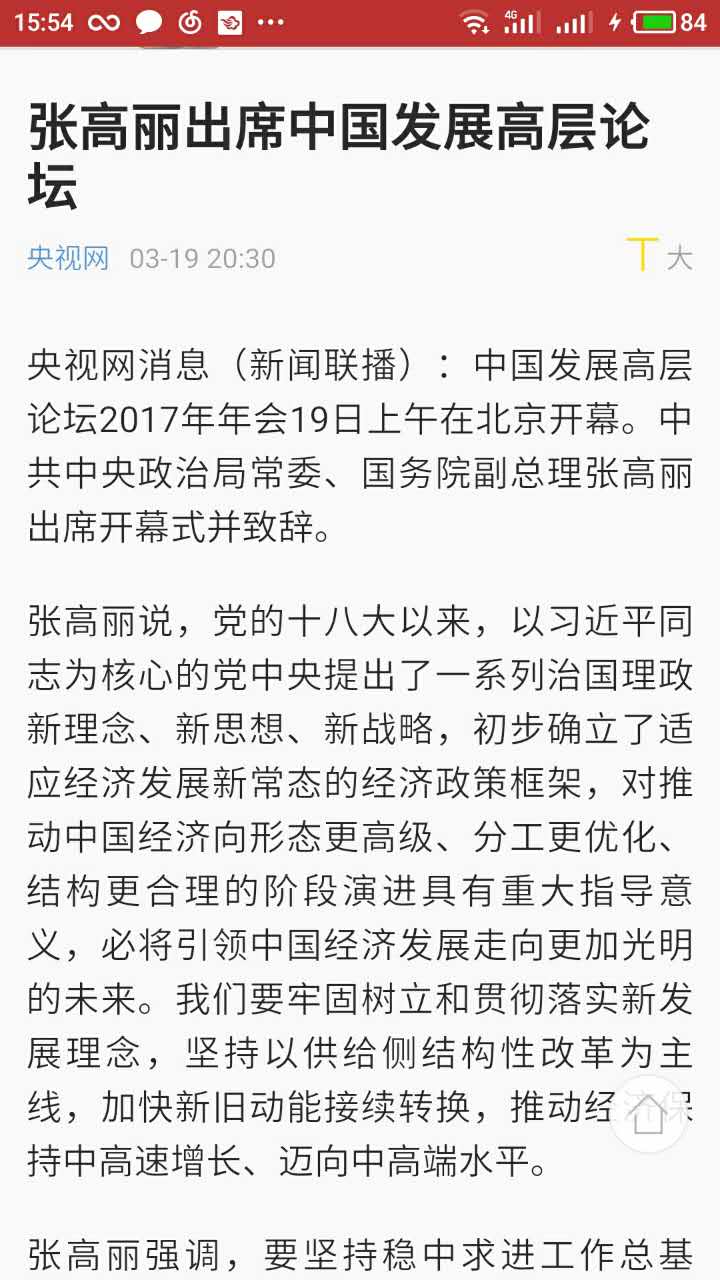 15:54
4G
84
张高丽出席中国发展高层论
坛
央视网 03-19 20:30
大
央视网消息（新闻联播）：中国发展高层
论坛2017年年会19日上午在北京开幕。中
共中央政治局常委、国务院副总理张高丽
出席开幕式并致辞。
张高丽说，党的十八大以来，以习近平同
志为核心的党中央提出了一系列治国理政
新理念、新思想、新战略，初步确立了适
应经济发展新常态的经济政策框架，对推
动中国经济向形态更高级、分工更优化、
结构更合理的阶段演进具有重大指导意
义，必将引领中国经济发展走向更加光明
的未来。我们要牢固树立和贯彻落实新发
展理念，坚持以供给侧结构性改革为主
线，加快新旧动能接续转换，推动经济保
持中高速增长、迈向中高端水平。
张高丽强调，要坚持稳中求进工作总基